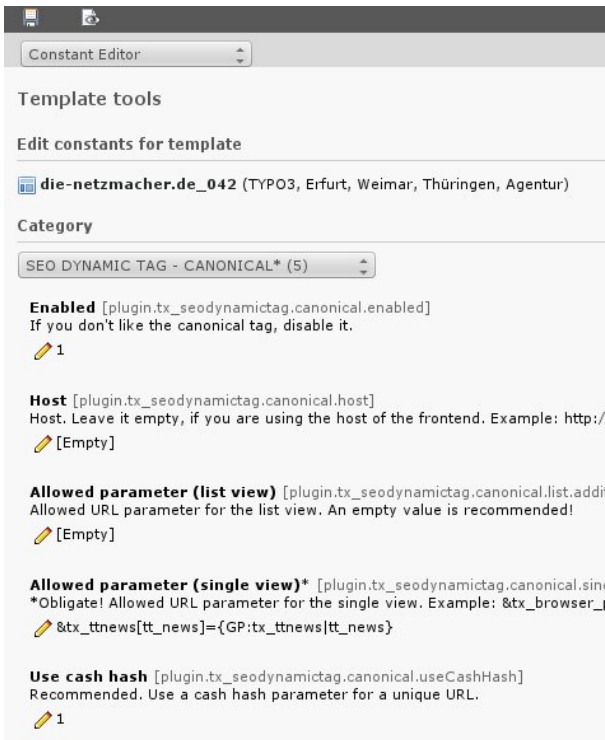 Constant Editor
Template tools
Edit constants for template
die-netzmacher.de_042 (TYPO3, Erfurt, Weimar, Thüringen, Agentur)
Category
SEO DYNAMIC TAG - CANONICAL* (5)
Enabled [plugin.tx_seodynamictag.canonical.enabled]
If you don't like the canonical tag, disable it.
1
Host [plugin.tx_seodynamictag.canonical.host]
Host. Leave it empty, if you are using the host of the frontend. Example: http:/
[Empty]
Allowed parameter (list view) [plugin.tx_seodynamictag.canonical.list.addit
Allowed URL parameter for the list view. An empty value is recommended!
[Empty]
Allowed parameter (single view)* [plugin.tx_seodynamictag.canonical.sing
*Obligate! Allowed URL parameter for the single view. Example: &tx_browser_p
&tx_ttnews[tt_news]={GP:tx_ttnews|tt_news}
Use cash hash [plugin.tx_seodynamictag.canonical.useCashHash]
Recommended. Use a cash hash parameter for a unique URL.
1